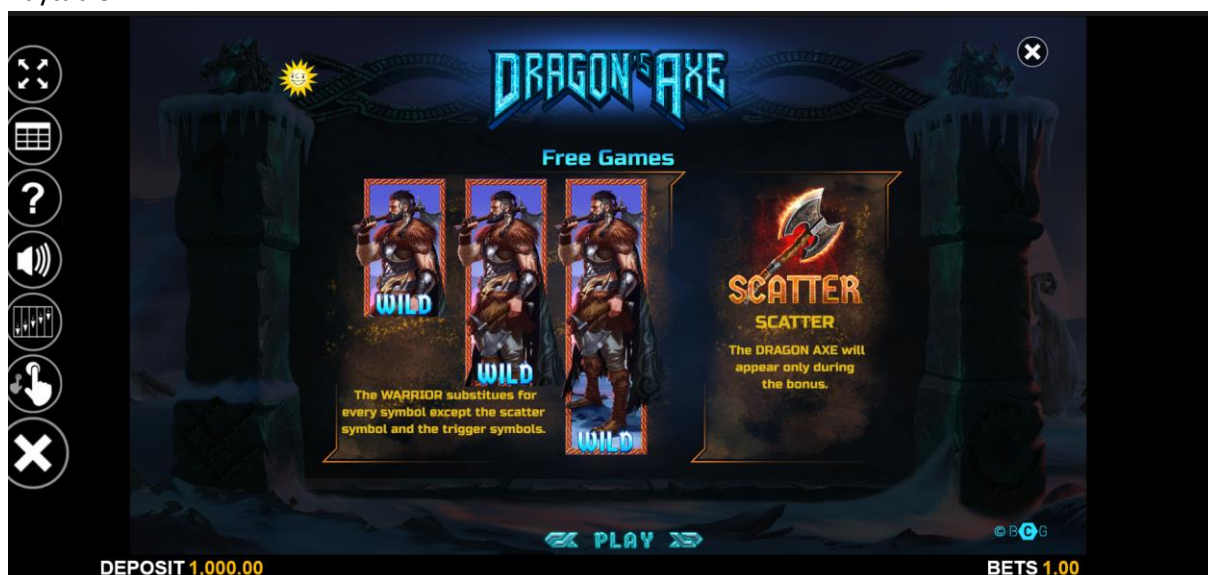 DRAGON'S AXE
Free Games
WILD
WILD
WILD
The WARRIOR substitues for
every symbol except the scatter
symbol and the trigger symbols.
SCATTER
SCATTER
The DRAGON AXE will
appear only during
the bonus.
PLAY
© BCG
DEPOSIT 1,000.00
BETS 1.00